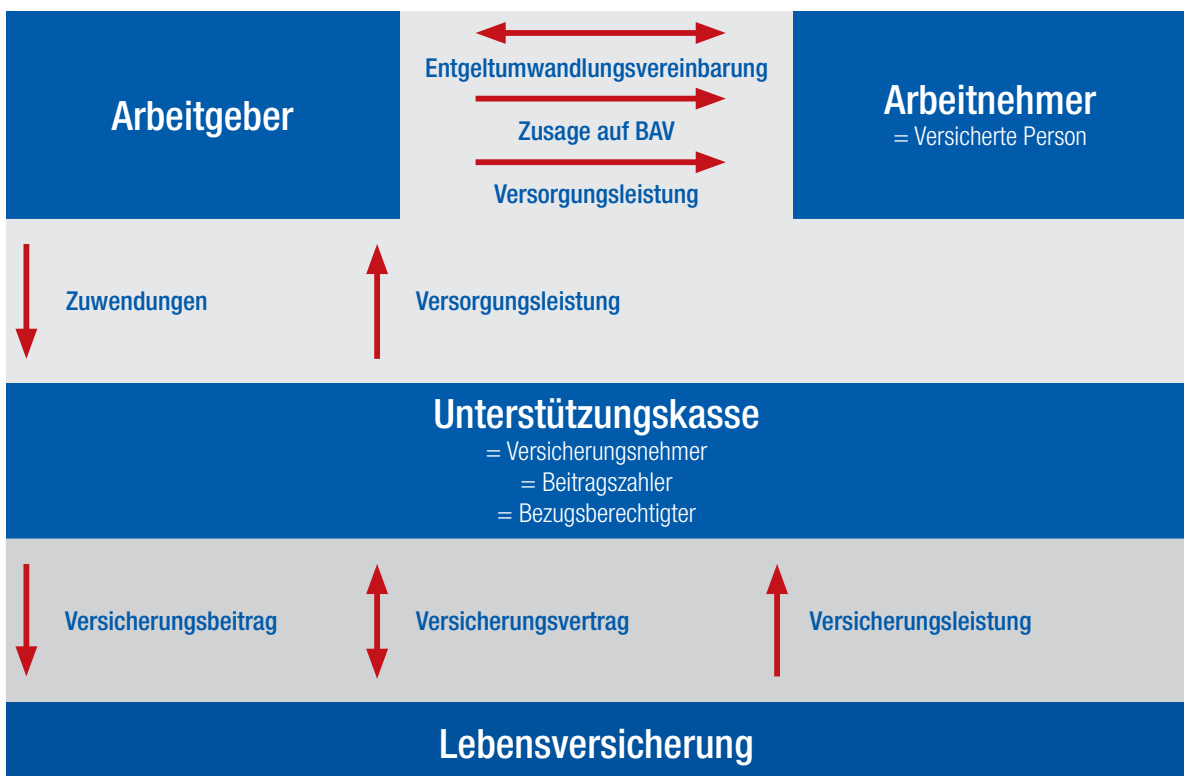 Arbeitgeber
Entgeltumwandlungsvereinbarung
Zusage auf BAV
Versorgungsleistung
Arbeitnehmer
= Versicherte Person
Zuwendungen
Versorgungsleistung
Unterstützungskasse
= Versicherungsnehmer
= Beitragszahler
= Bezugsberechtigter
Versicherungsbeitrag
Versicherungsvertrag
Versicherungsleistung
Lebensversicherung